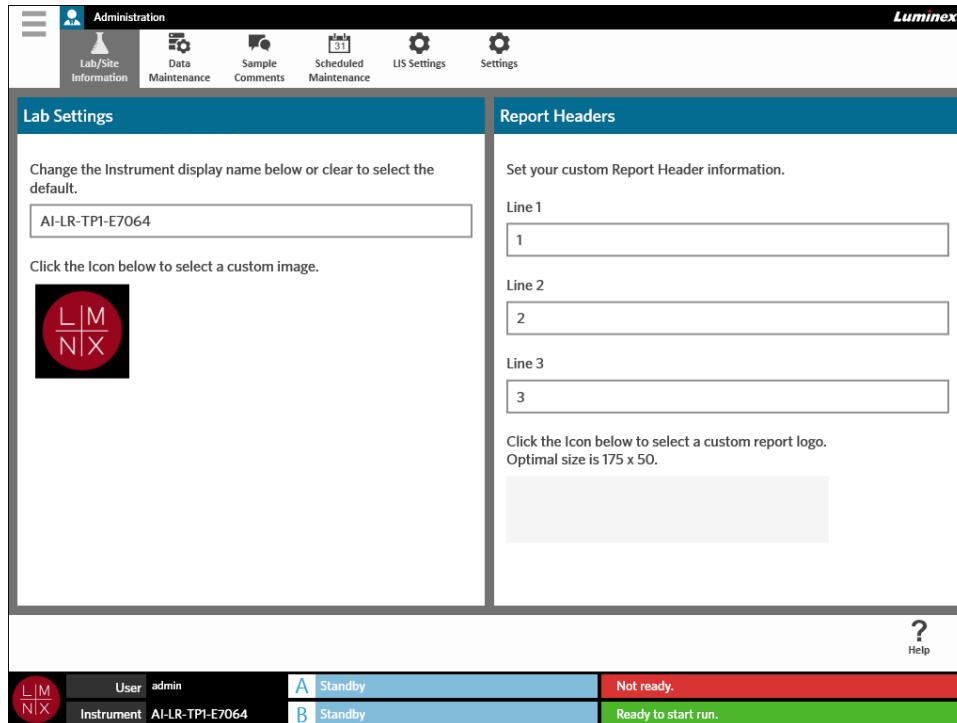 Administration
Luminex
Lab/Site
Information
Data
Maintenance
Sample
Comments
31
Scheduled
Maintenance
LIS Settings
Settings
Lab Settings
Change the Instrument display name below or clear to select the
default.
AI-LR-TP1-E7064
Click the Icon below to select a custom image.
L M
N X
Report Headers
Set your custom Report Header information.
Line 1
1
Line 2
2
Line 3
3
Click the Icon below to select a custom report logo.
Optimal size is 175 x 50.
?
Help
L M
N X
User admin
A Standby
Not ready.
Instrument AI-LR-TP1-E7064
B Standby
Ready to start run.